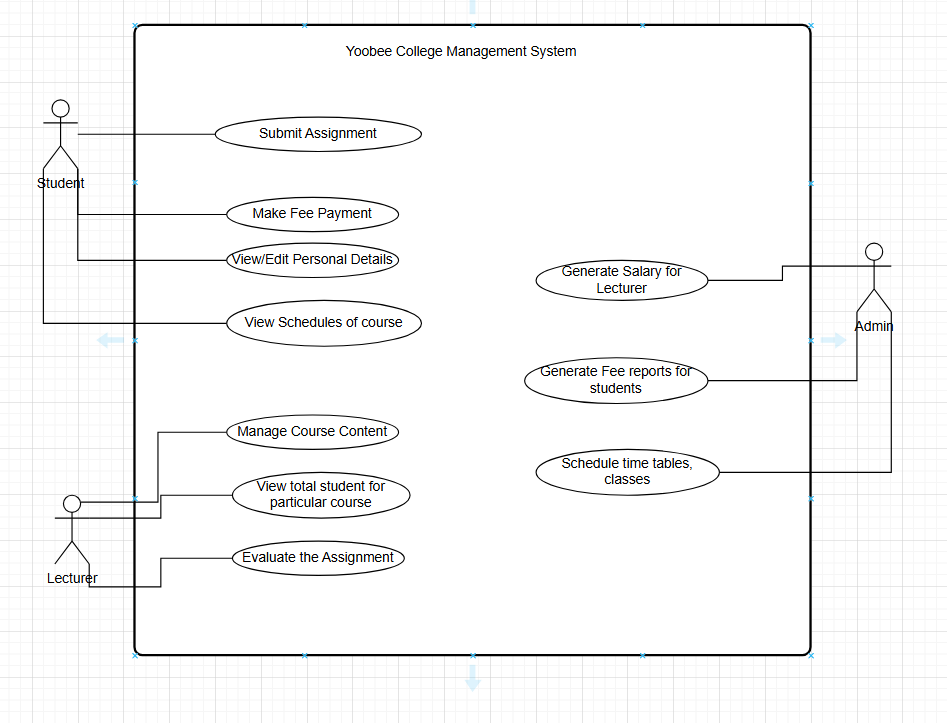 Yoobee College Management System
Student
Submit Assignment
Make Fee Payment
View/Edit Personal Details
View Schedules of course
Generate Salary for
Lecturer
Admin
Generate Fee reports for
students
Manage Course Content
Schedule time tables,
classes
View total student for
particular course
Evaluate the Assignment
Lecturer